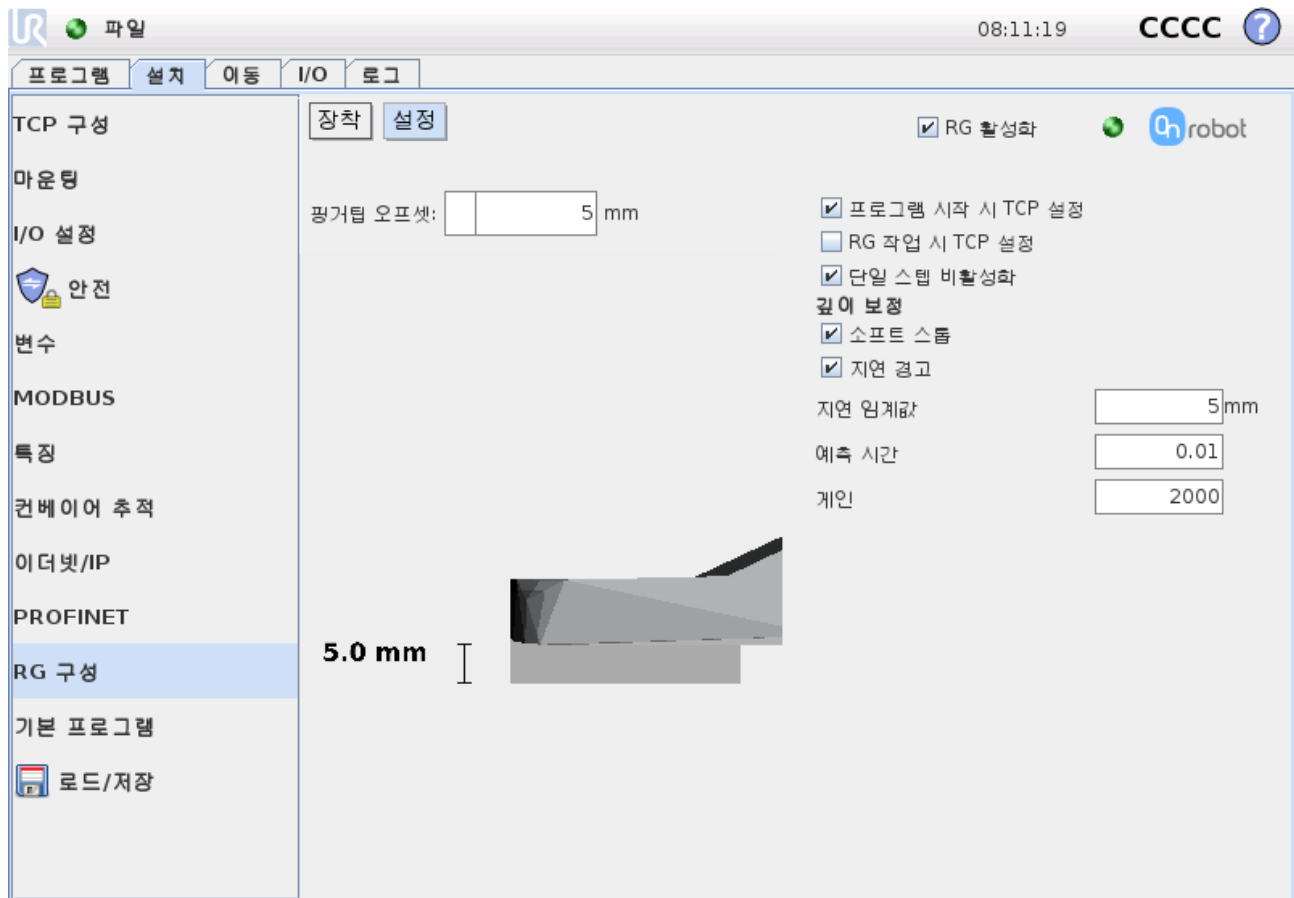 파일 08:11:19 CCCC ?
프로그램 설치 이동 I/O 로그
TCP 구성
마운팅
I/O 설정
안전
변수
MODBUS
특징
컨베이어 추적
이더넷/IP
PROFINET
RG 구성
기본 프로그램
로드/저장
장착 설정
RG 활성화 On robot
핑거팁 오프셋: 5 mm
프로그램 시작 시 TCP 설정
RG 작업 시 TCP 설정
단일 스텝 비활성화
깊이 보정
소프트 스톱
지연 경고
지연 임계값 5 mm
예측 시간 0.01
게인 2000
5.0 mm